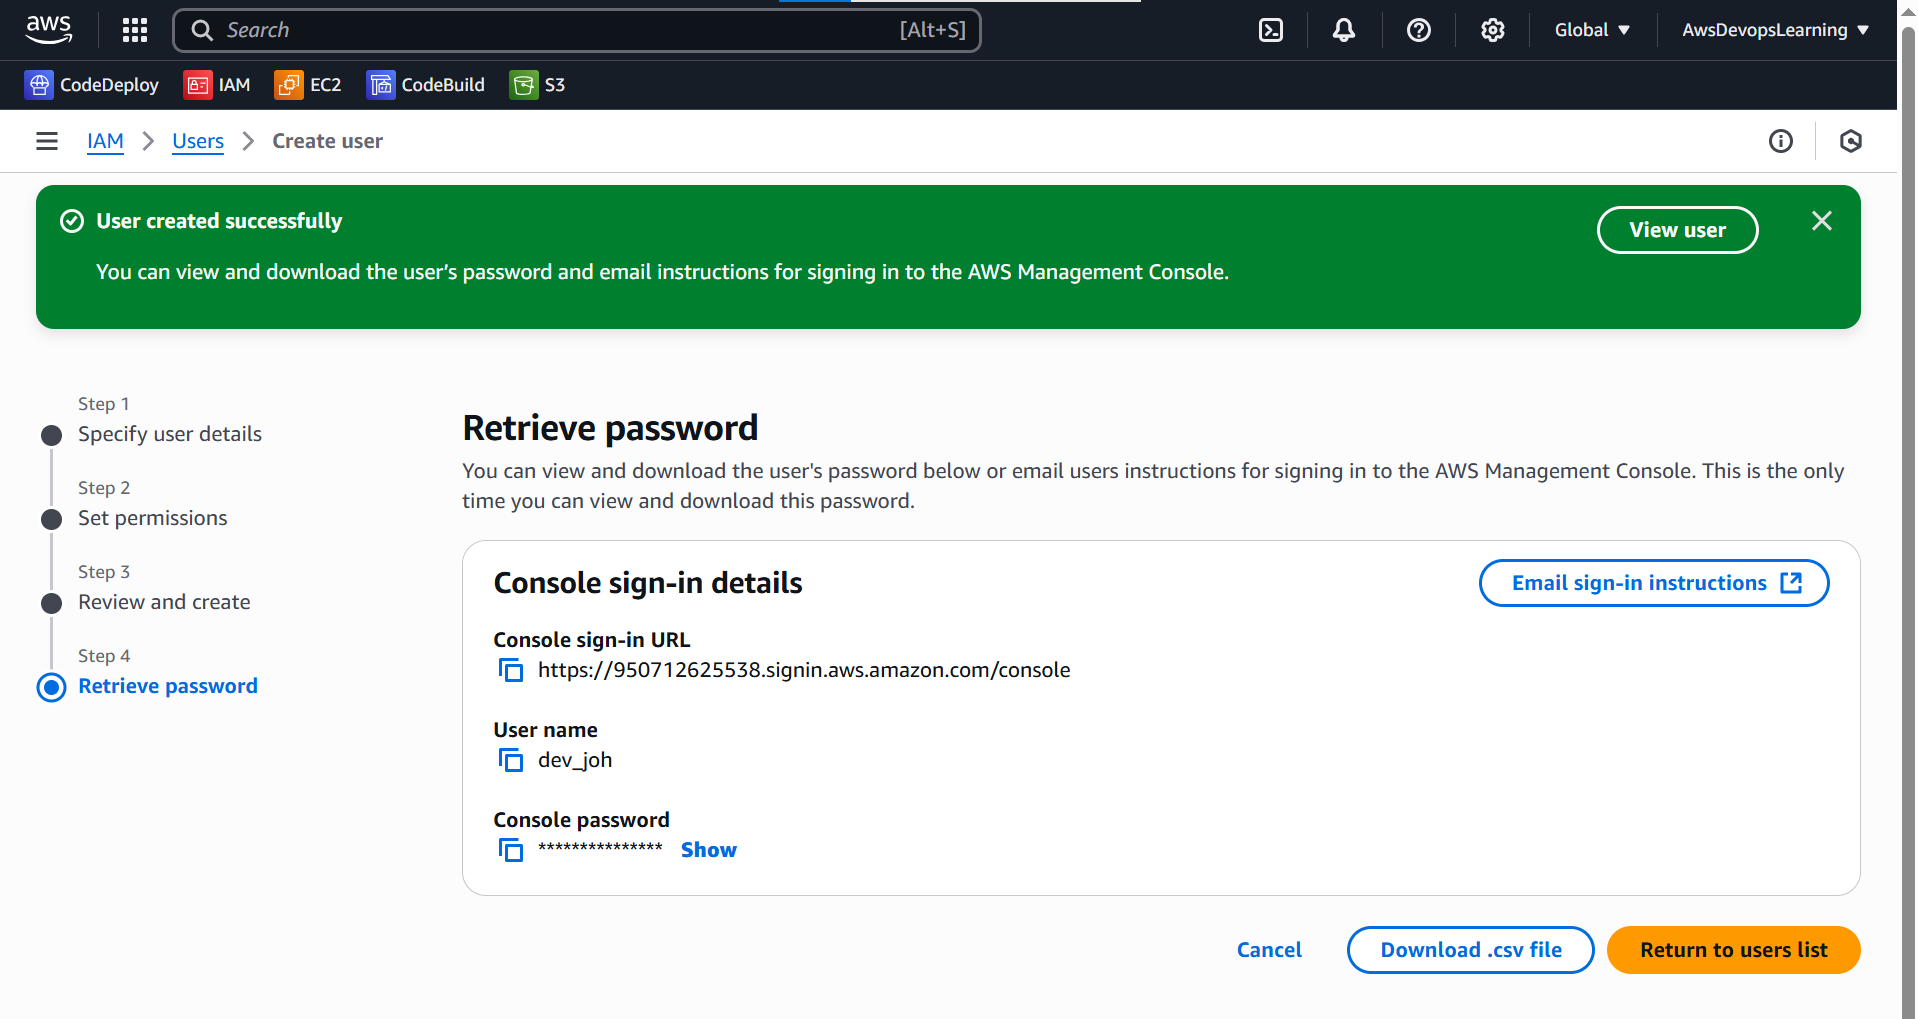 aws
Search [Alt+S]
Global
AwsDevopsLearning
CodeDeploy
IAM
EC2
CodeBuild
S3
IAM
Users
Create user
User created successfully
View user
You can view and download the user's password and email instructions for signing in to the AWS Management Console.
Step 1
Specify user details
Step 2
Set permissions
Step 3
Review and create
Step 4
Retrieve password
Retrieve password
You can view and download the user's password below or email users instructions for signing in to the AWS Management Console. This is the only
time you can view and download this password.
Console sign-in details
Email sign-in instructions
Console sign-in URL
https://950712625538.signin.aws.amazon.com/console
User name
dev_joh
Console password
*************** Show
Cancel
Download .csv file
Return to users list